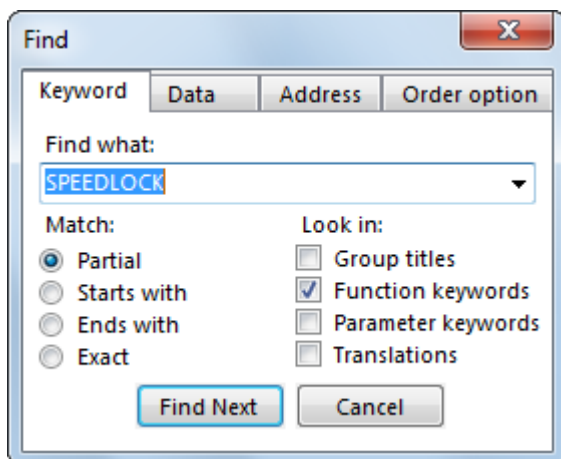 Find
Keyword Data Address Order option
Find what:
SPEEDLOCK
Match: Look in:
Partial Group titles
Starts with Function keywords
Ends with Parameter keywords
Exact Translations
Find Next Cancel